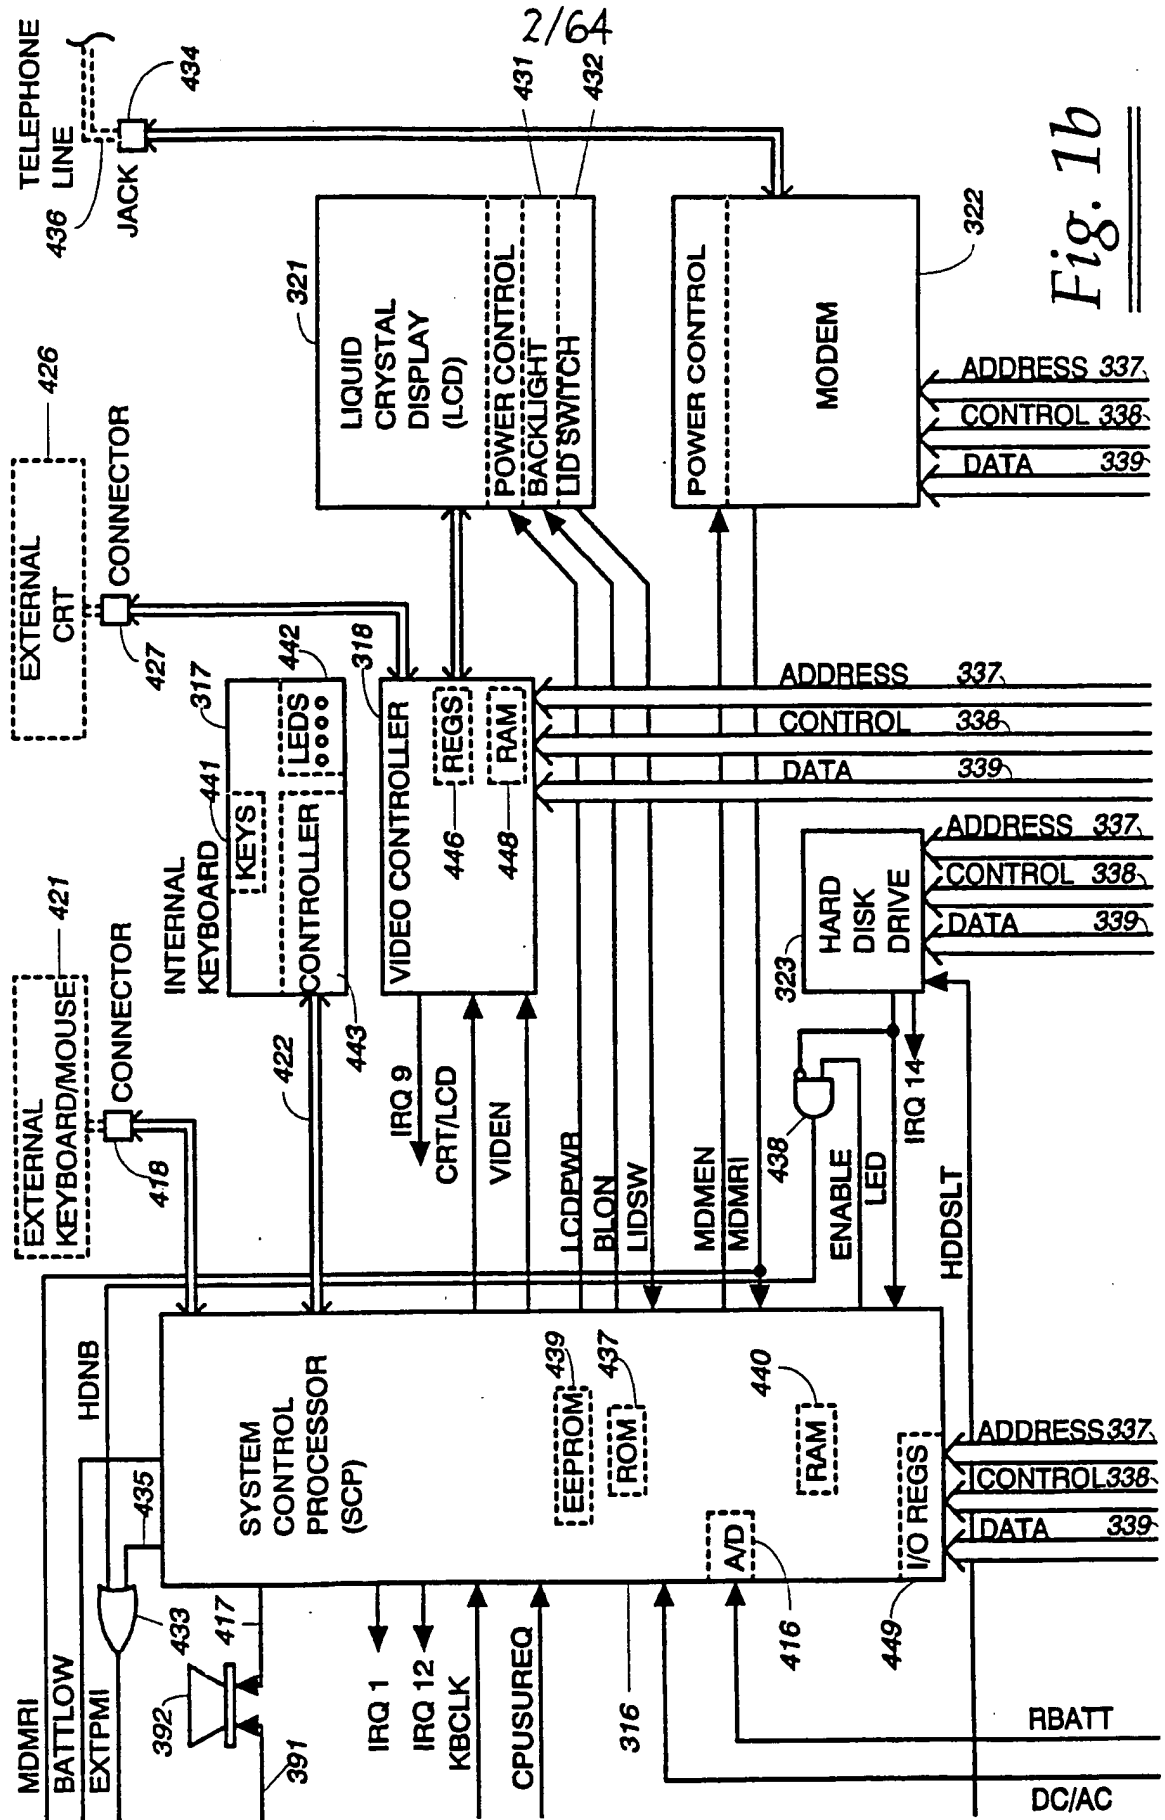 2/64
TELEPHONE
LINE
436
JACK
434
EXTERNAL
CRT
426
CONNECTOR
427
EXTERNAL
KEYBOARD/MOUSE
421
CONNECTOR
418
INTERNAL
KEYBOARD
441
317
KEYS
442
LEDS
CONTROLLER
443
422
318
VIDEO CONTROLLER
REGS
446
RAM
448
IRQ 9
CRT/LCD
VIDEN
321
LIQUID
CRYSTAL
DISPLAY
(LCD)
POWER CONTROL
BACKLIGHT
LID SWITCH
431
432
LCDPWR
BLON
LIDSW
POWER CONTROL
MODEM
322
MDMEN
MDMRI
ADDRESS 337
CONTROL 338
DATA 339
ADDRESS 337
CONTROL 338
DATA 339
HARD
DISK
DRIVE
323
ADDRESS 337
CONTROL 338
DATA 339
438
ENABLE
LED
IRQ 14
HDDSLT
MDMRI
BATTLOW
EXTPMI
HDNB
435
433
392
417
391
SYSTEM
CONTROL
PROCESSOR
(SCP)
EEPROM
439
ROM
437
RAM
440
A/D
416
I/O REGS
449
316
IRQ 1
IRQ 12
KBCLK
CPUSUREQ
ADDRESS 337
CONTROL 338
DATA 339
RBATT
DC/AC
Fig. 1b